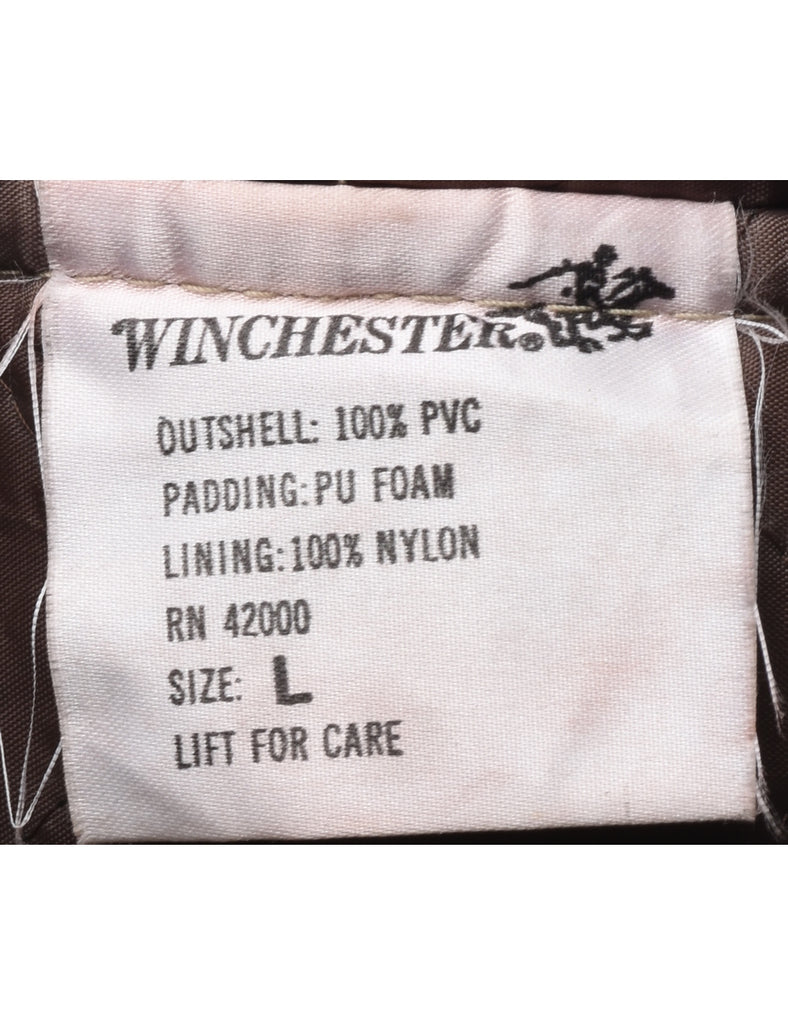 WINCHESTER®
OUTSHELL: 100% PVC
PADDING: PU FOAM
LINING: 100% NYLON
RN 42000
SIZE: L
LIFT FOR CARE